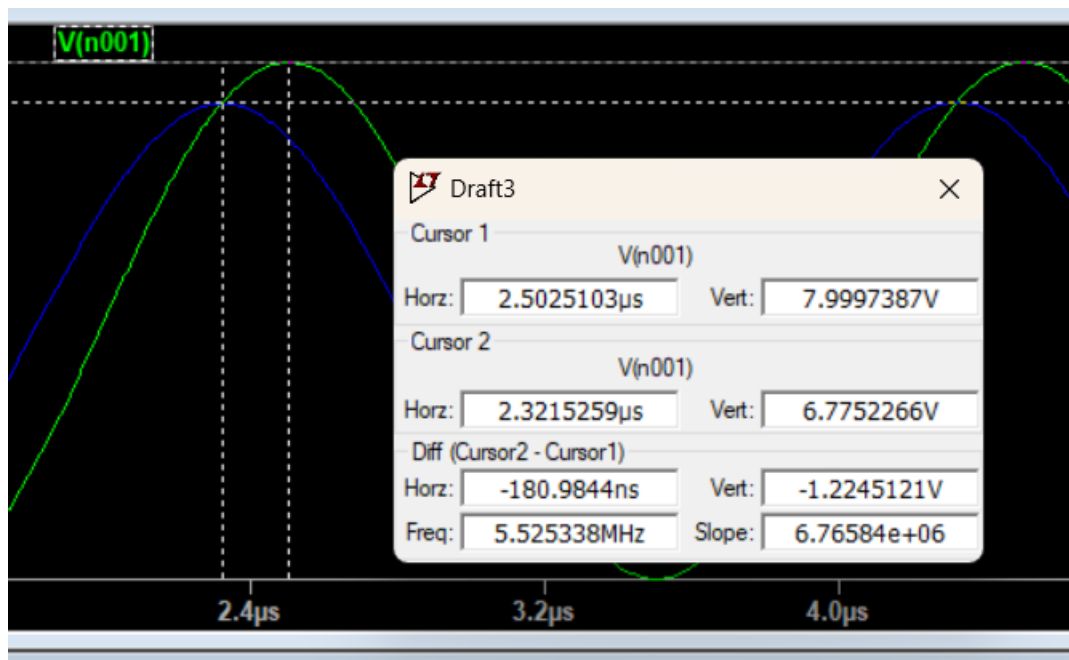 V(n001)
Draft3
Cursor 1
V(n001)
Horz: 2.5025103µs Vert: 7.9997387V
Cursor 2
V(n001)
Horz: 2.3215259µs Vert: 6.7752266V
Diff (Cursor2 - Cursor1)
Horz: -180.9844ns Vert: -1.2245121V
Freq: 5.525338MHz Slope: 6.76584e+06
2.4µs 3.2µs 4.0µs